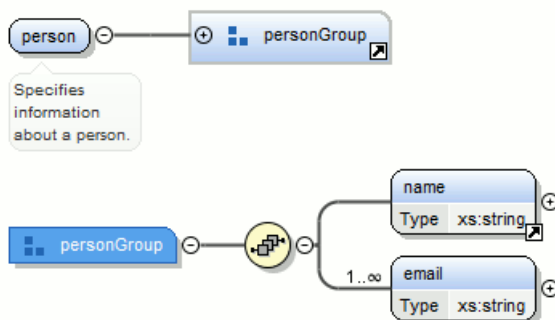 person
personGroup
Specifies
information
about a person.
personGroup
name
Type xs:string
1..∞
email
Type xs:string